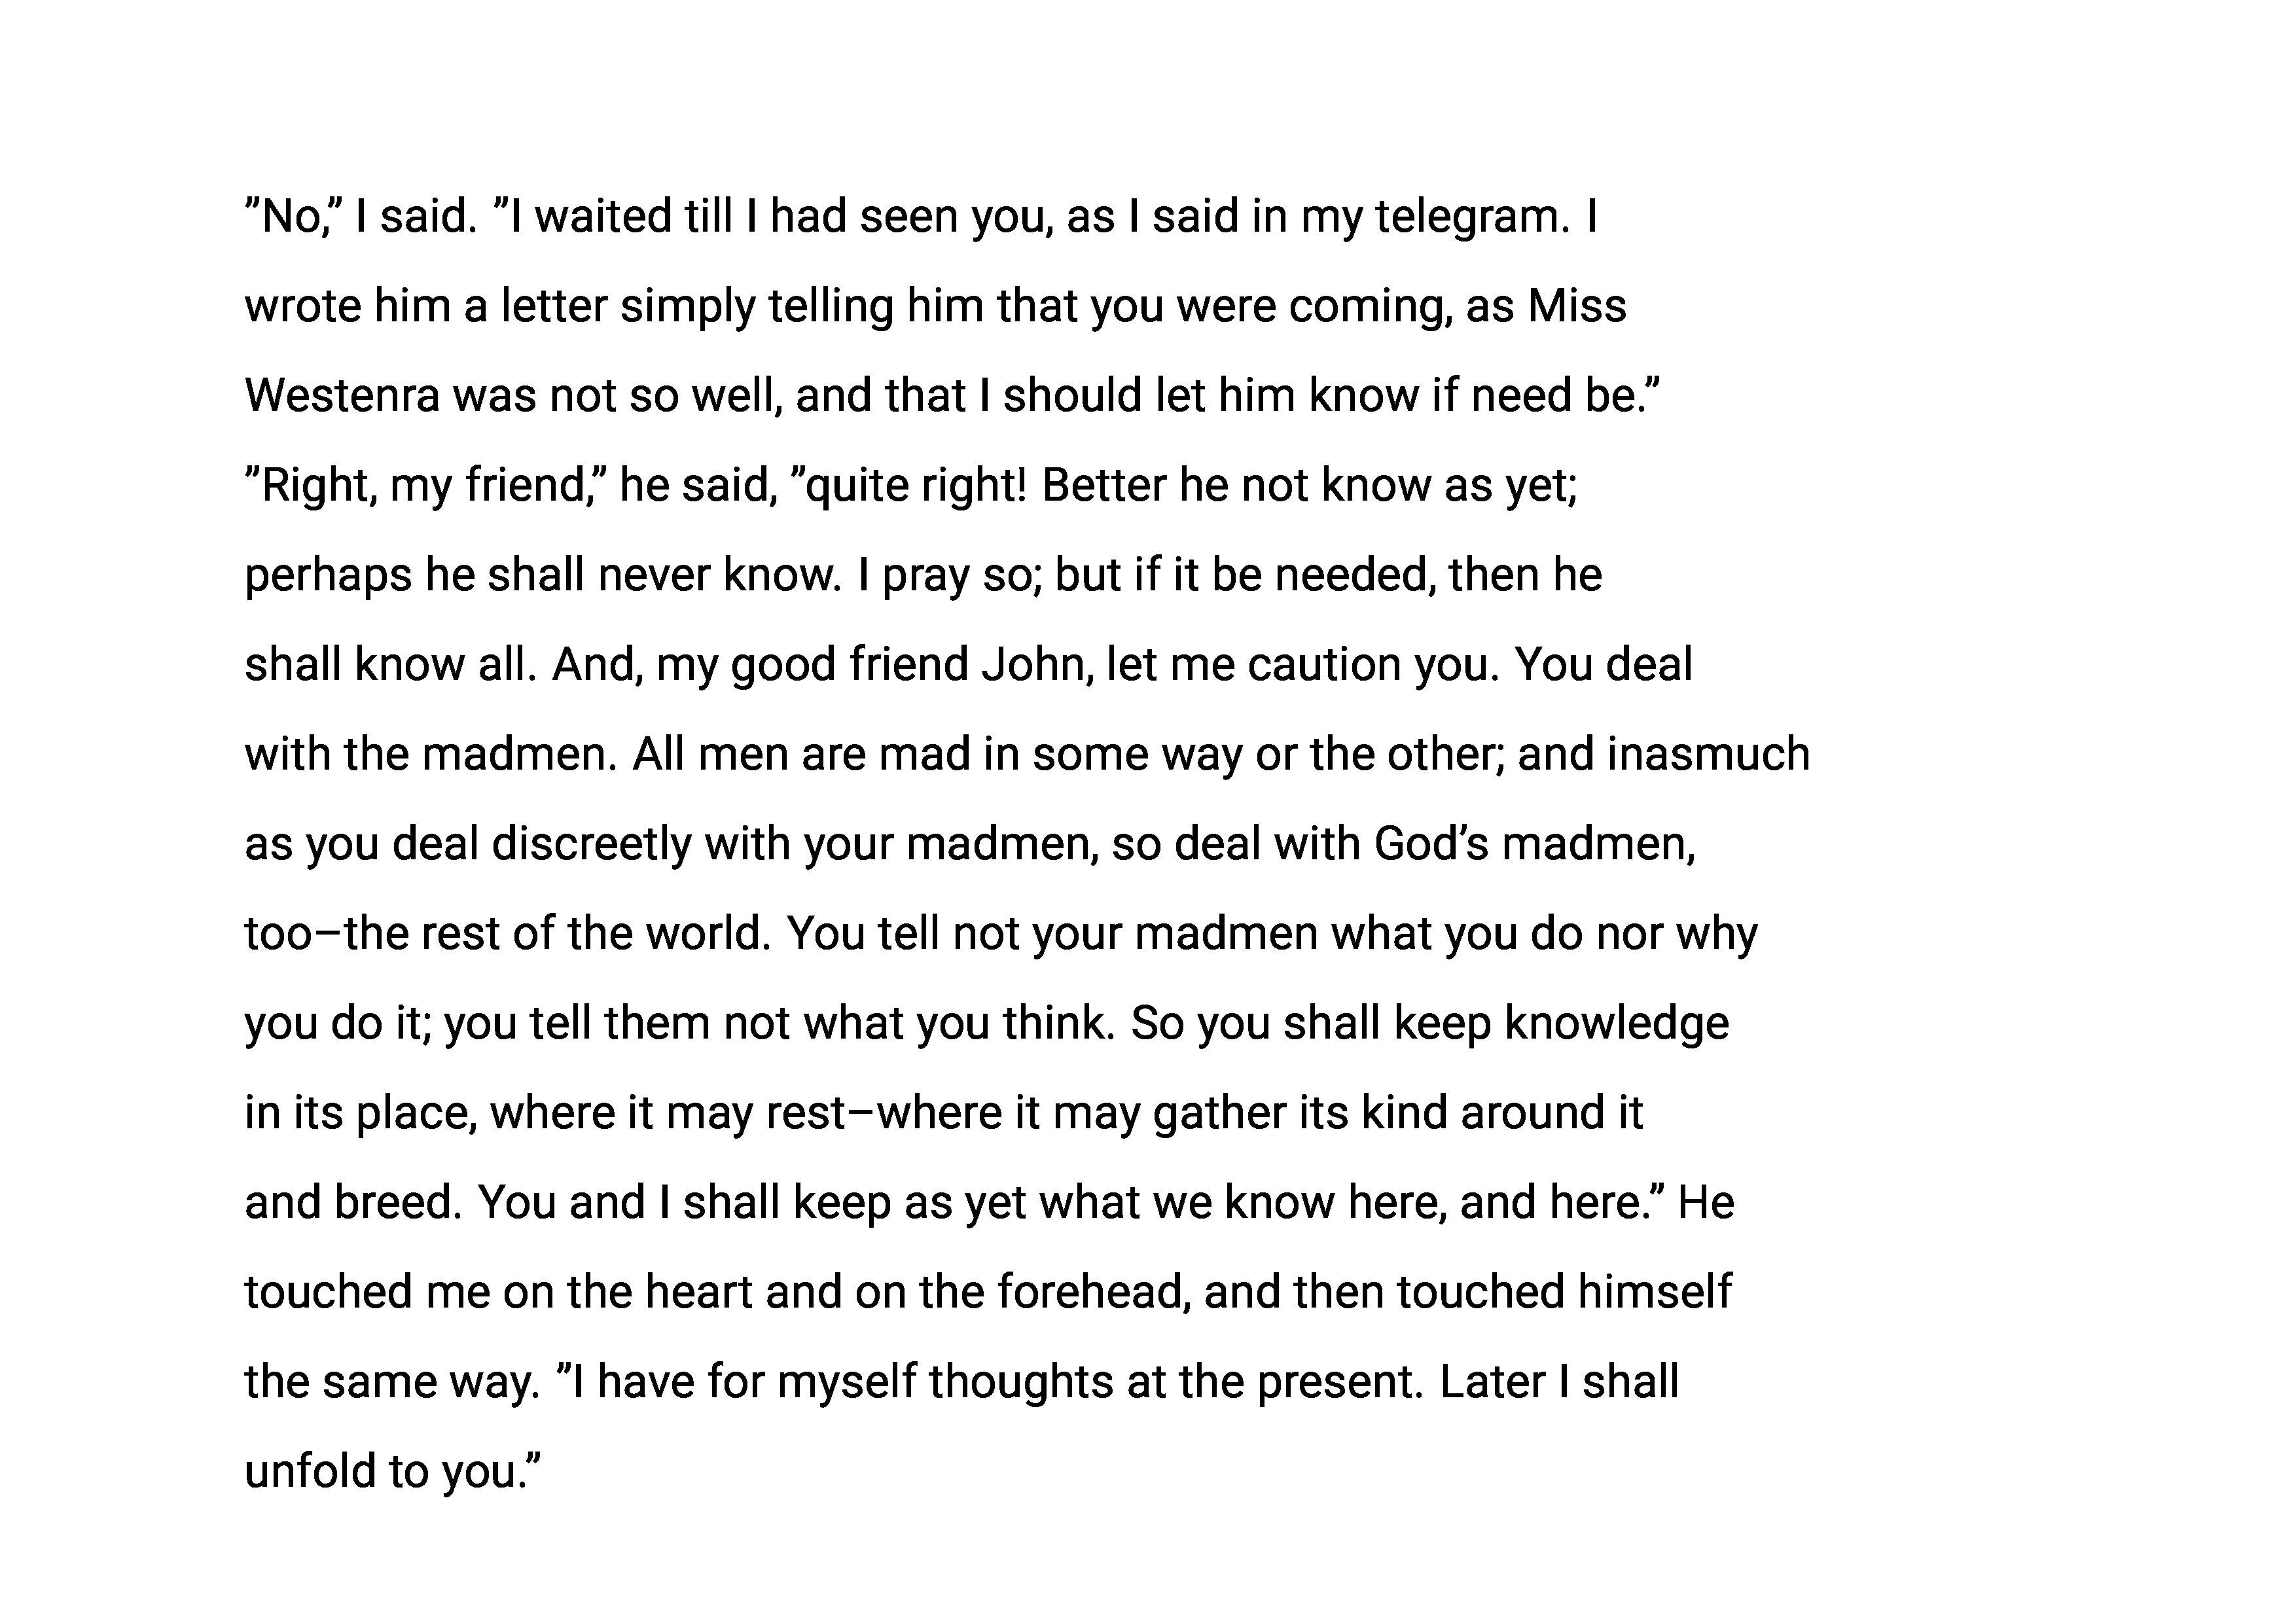 ”No,” I said. ”I waited till I had seen you, as I said in my telegram. I
wrote him a letter simply telling him that you were coming, as Miss
Westenra was not so well, and that I should let him know if need be.”
”Right, my friend,” he said, ”quite right! Better he not know as yet;
perhaps he shall never know. I pray so; but if it be needed, then he
shall know all. And, my good friend John, let me caution you. You deal
with the madmen. All men are mad in some way or the other; and inasmuch
as you deal discreetly with your madmen, so deal with God’s madmen,
too–the rest of the world. You tell not your madmen what you do nor why
you do it; you tell them not what you think. So you shall keep knowledge
in its place, where it may rest–where it may gather its kind around it
and breed. You and I shall keep as yet what we know here, and here.” He
touched me on the heart and on the forehead, and then touched himself
the same way. ”I have for myself thoughts at the present. Later I shall
unfold to you.”